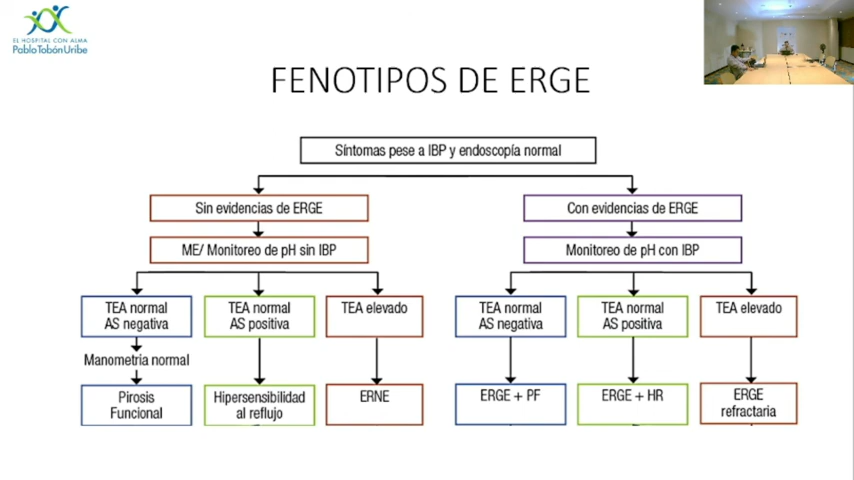 EL HOSPITAL CON ALMA
Pablo Tobón Uribe
FENOTIPOS DE ERGE
Síntomas pese a IBP y endoscopía normal
Sin evidencias de ERGE
Con evidencias de ERGE
ME/ Monitoreo de pH sin IBP
Monitoreo de pH con IBP
TEA normal
AS negativa
TEA normal
AS positiva
TEA elevado
TEA normal
AS negativa
TEA normal
AS positiva
TEA elevado
Manometría normal
Pirosis
Funcional
Hipersensibilidad
al reflujo
ERNE
ERGE + PF
ERGE + HR
ERGE
refractaria